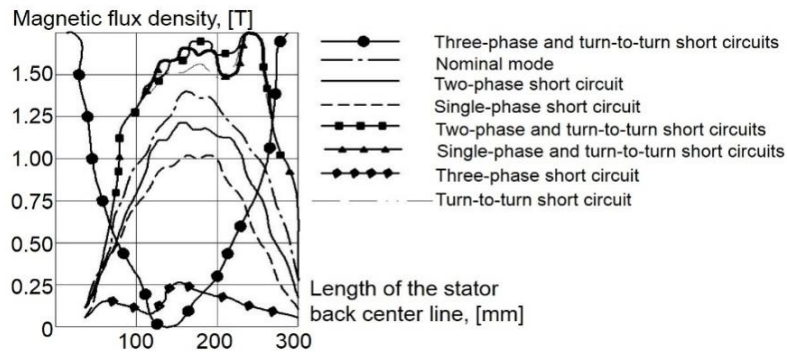 Magnetic flux density, [T]
1.50
1.25
1.00
0.75
0.50
0.25
0
100
200
300
Length of the stator
back center line, [mm]
Three-phase and turn-to-turn short circuits
Nominal mode
Two-phase short circuit
Single-phase short circuit
Two-phase and turn-to-turn short circuits
Single-phase and turn-to-turn short circuits
Three-phase short circuit
Turn-to-turn short circuit